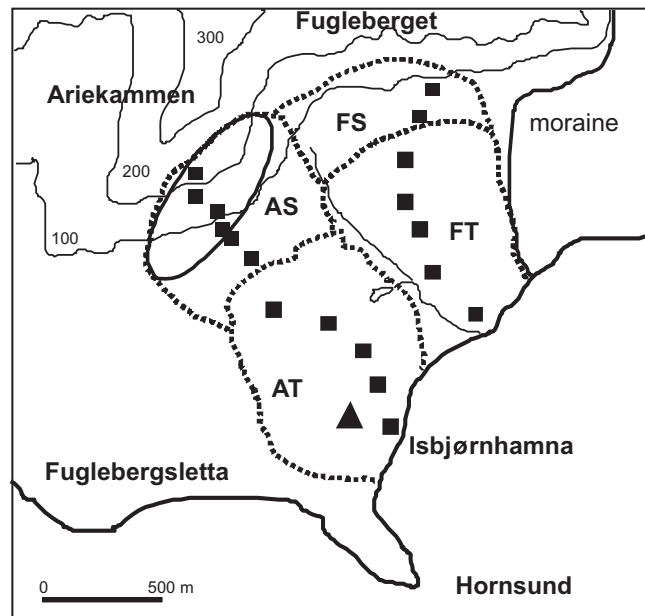 Fugleberget
300
Ariekammen
FS
moraine
200
AS
FT
100
AT
Isbjørnhamna
Fuglebergsletta
0 500 m
Hornsund